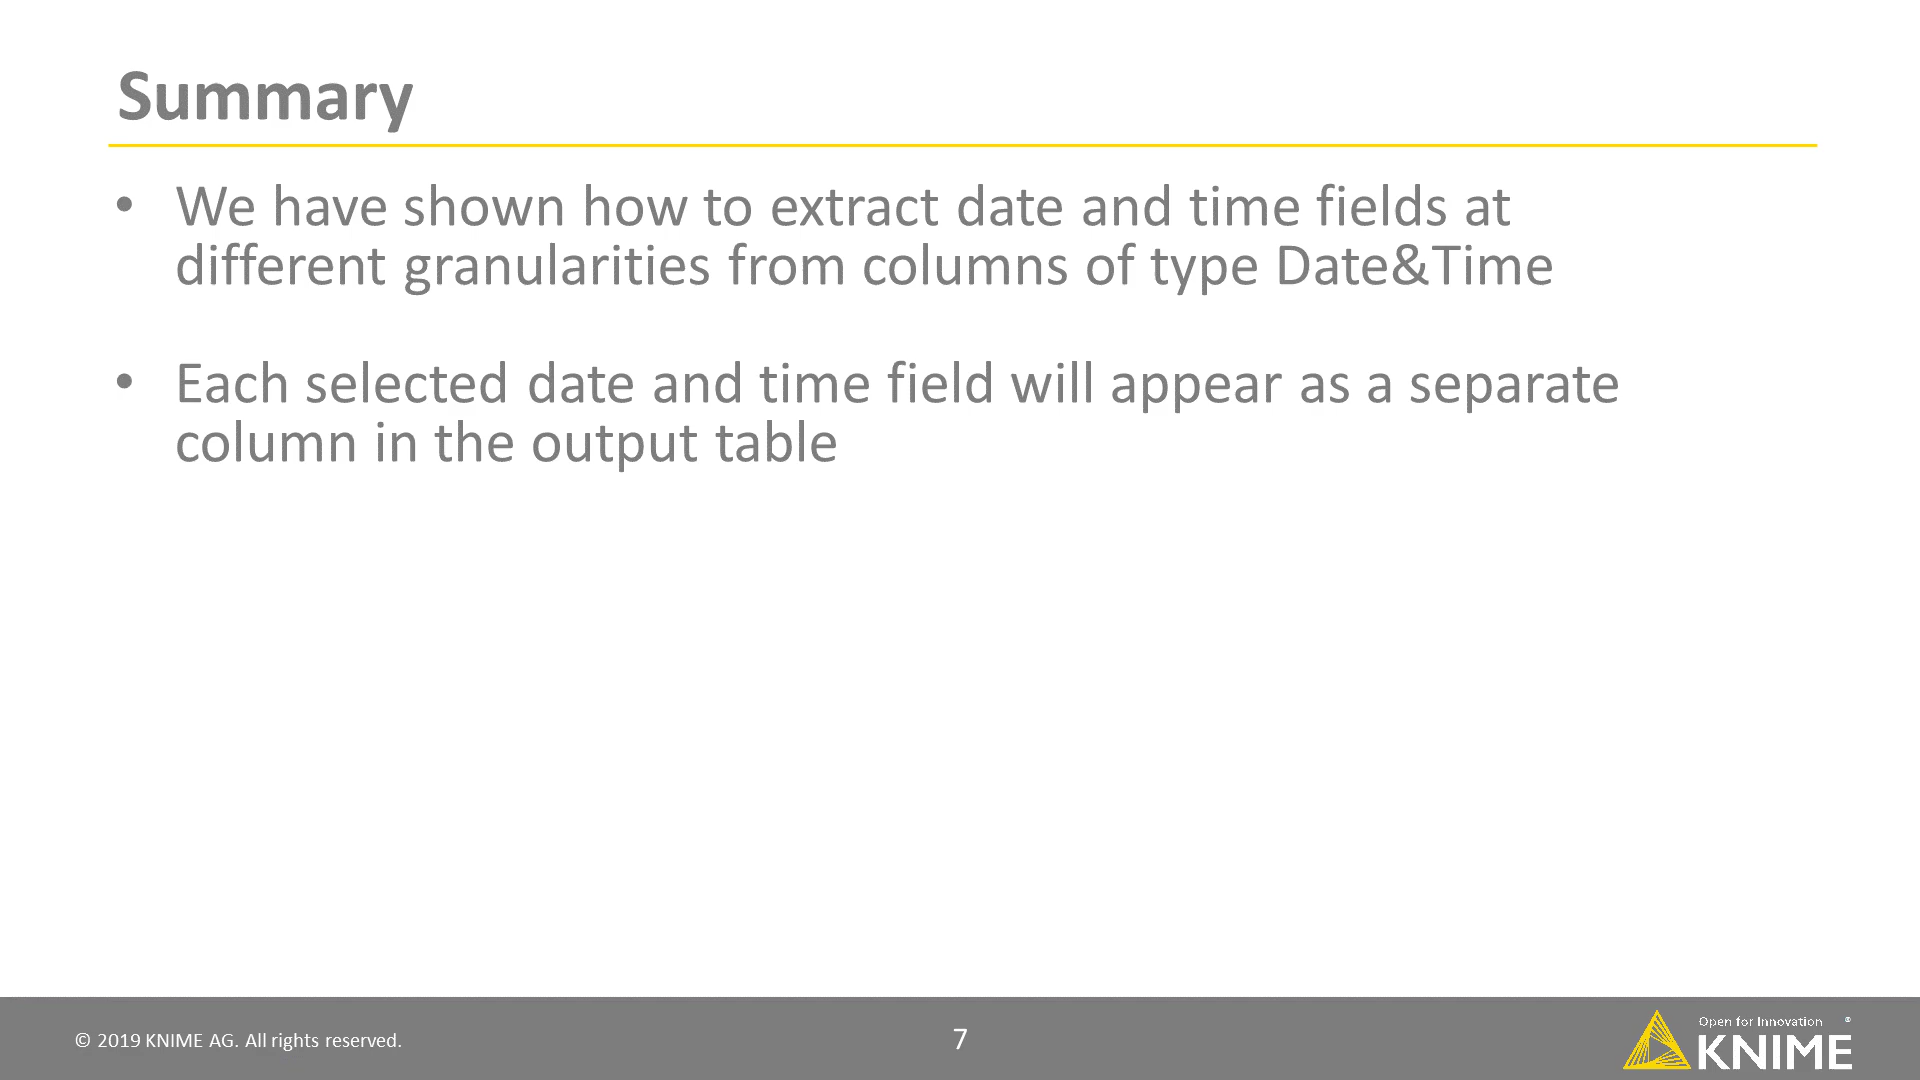 Summary
• We have shown how to extract date and time fields at
different granularities from columns of type Date&Time
• Each selected date and time field will appear as a separate
column in the output table
© 2019 KNIME AG. All rights reserved.
7
Open for Innovation ®
KNIME